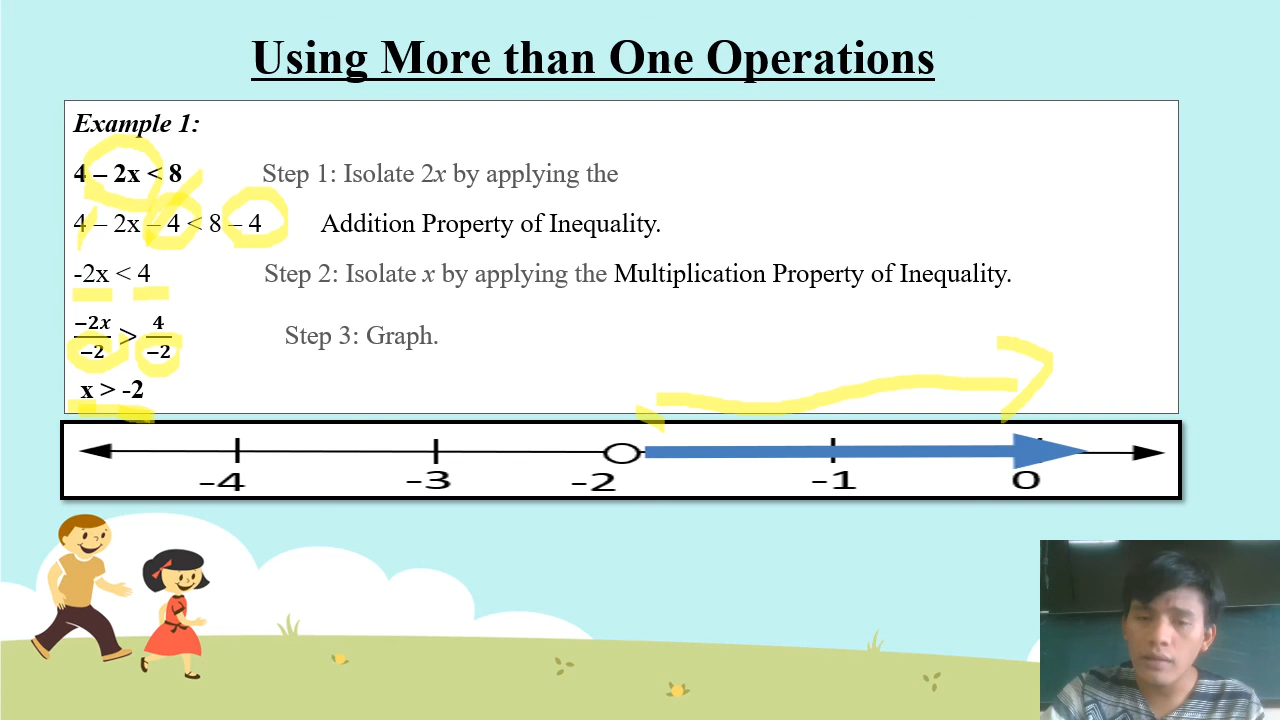 Using More than One Operations
Example 1:
4 – 2x < 8 Step 1: Isolate 2x by applying the
4 – 2x – 4 < 8 – 4 Addition Property of Inequality.
-2x < 4 Step 2: Isolate x by applying the Multiplication Property of Inequality.
−2x/−2 > 4/−2 Step 3: Graph.
x > -2
-4 -3 -2 -1 0